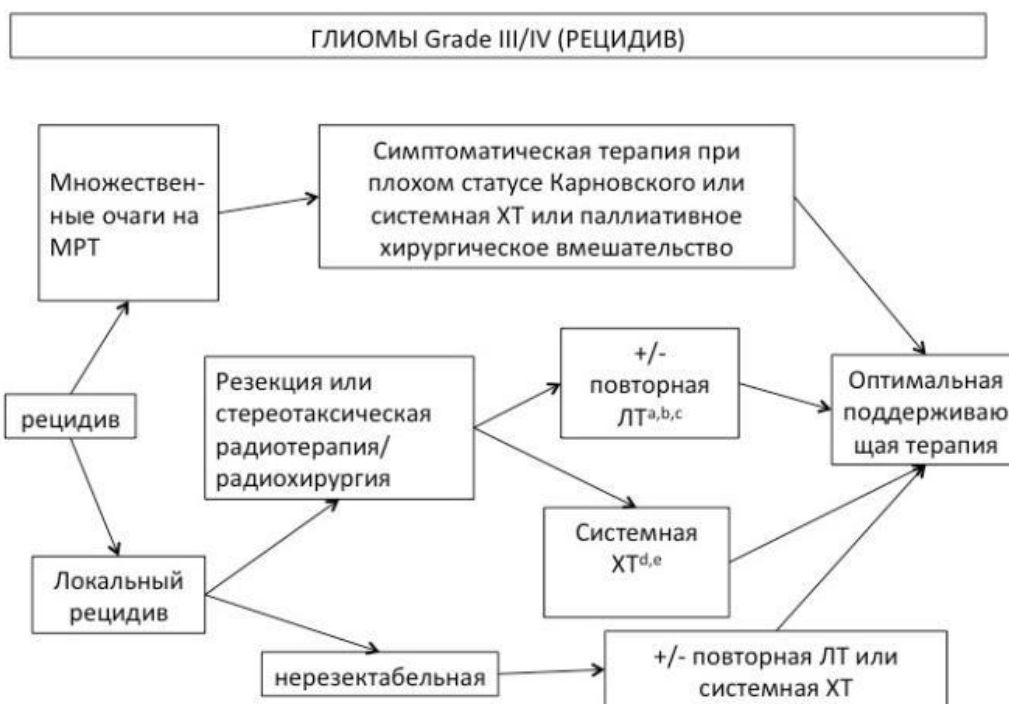 ГЛИОМЫ Grade III/IV (РЕЦИДИВ)
Множествен-
ные очаги на
МРТ
Симптоматическая терапия при
плохом статусе Карновского или
системная ХТ или паллиативное
хирургическое вмешательство
рецидив
Резекция или
стереотаксическая
радиотерапия/
радиохирургия
+/-
повторная
ЛТa,b,c
Оптимальная
поддерживаю
щая терапия
Системная
ХТd,e
Локальный
рецидив
нерезектабельная
+/- повторная ЛТ или
системная ХТ